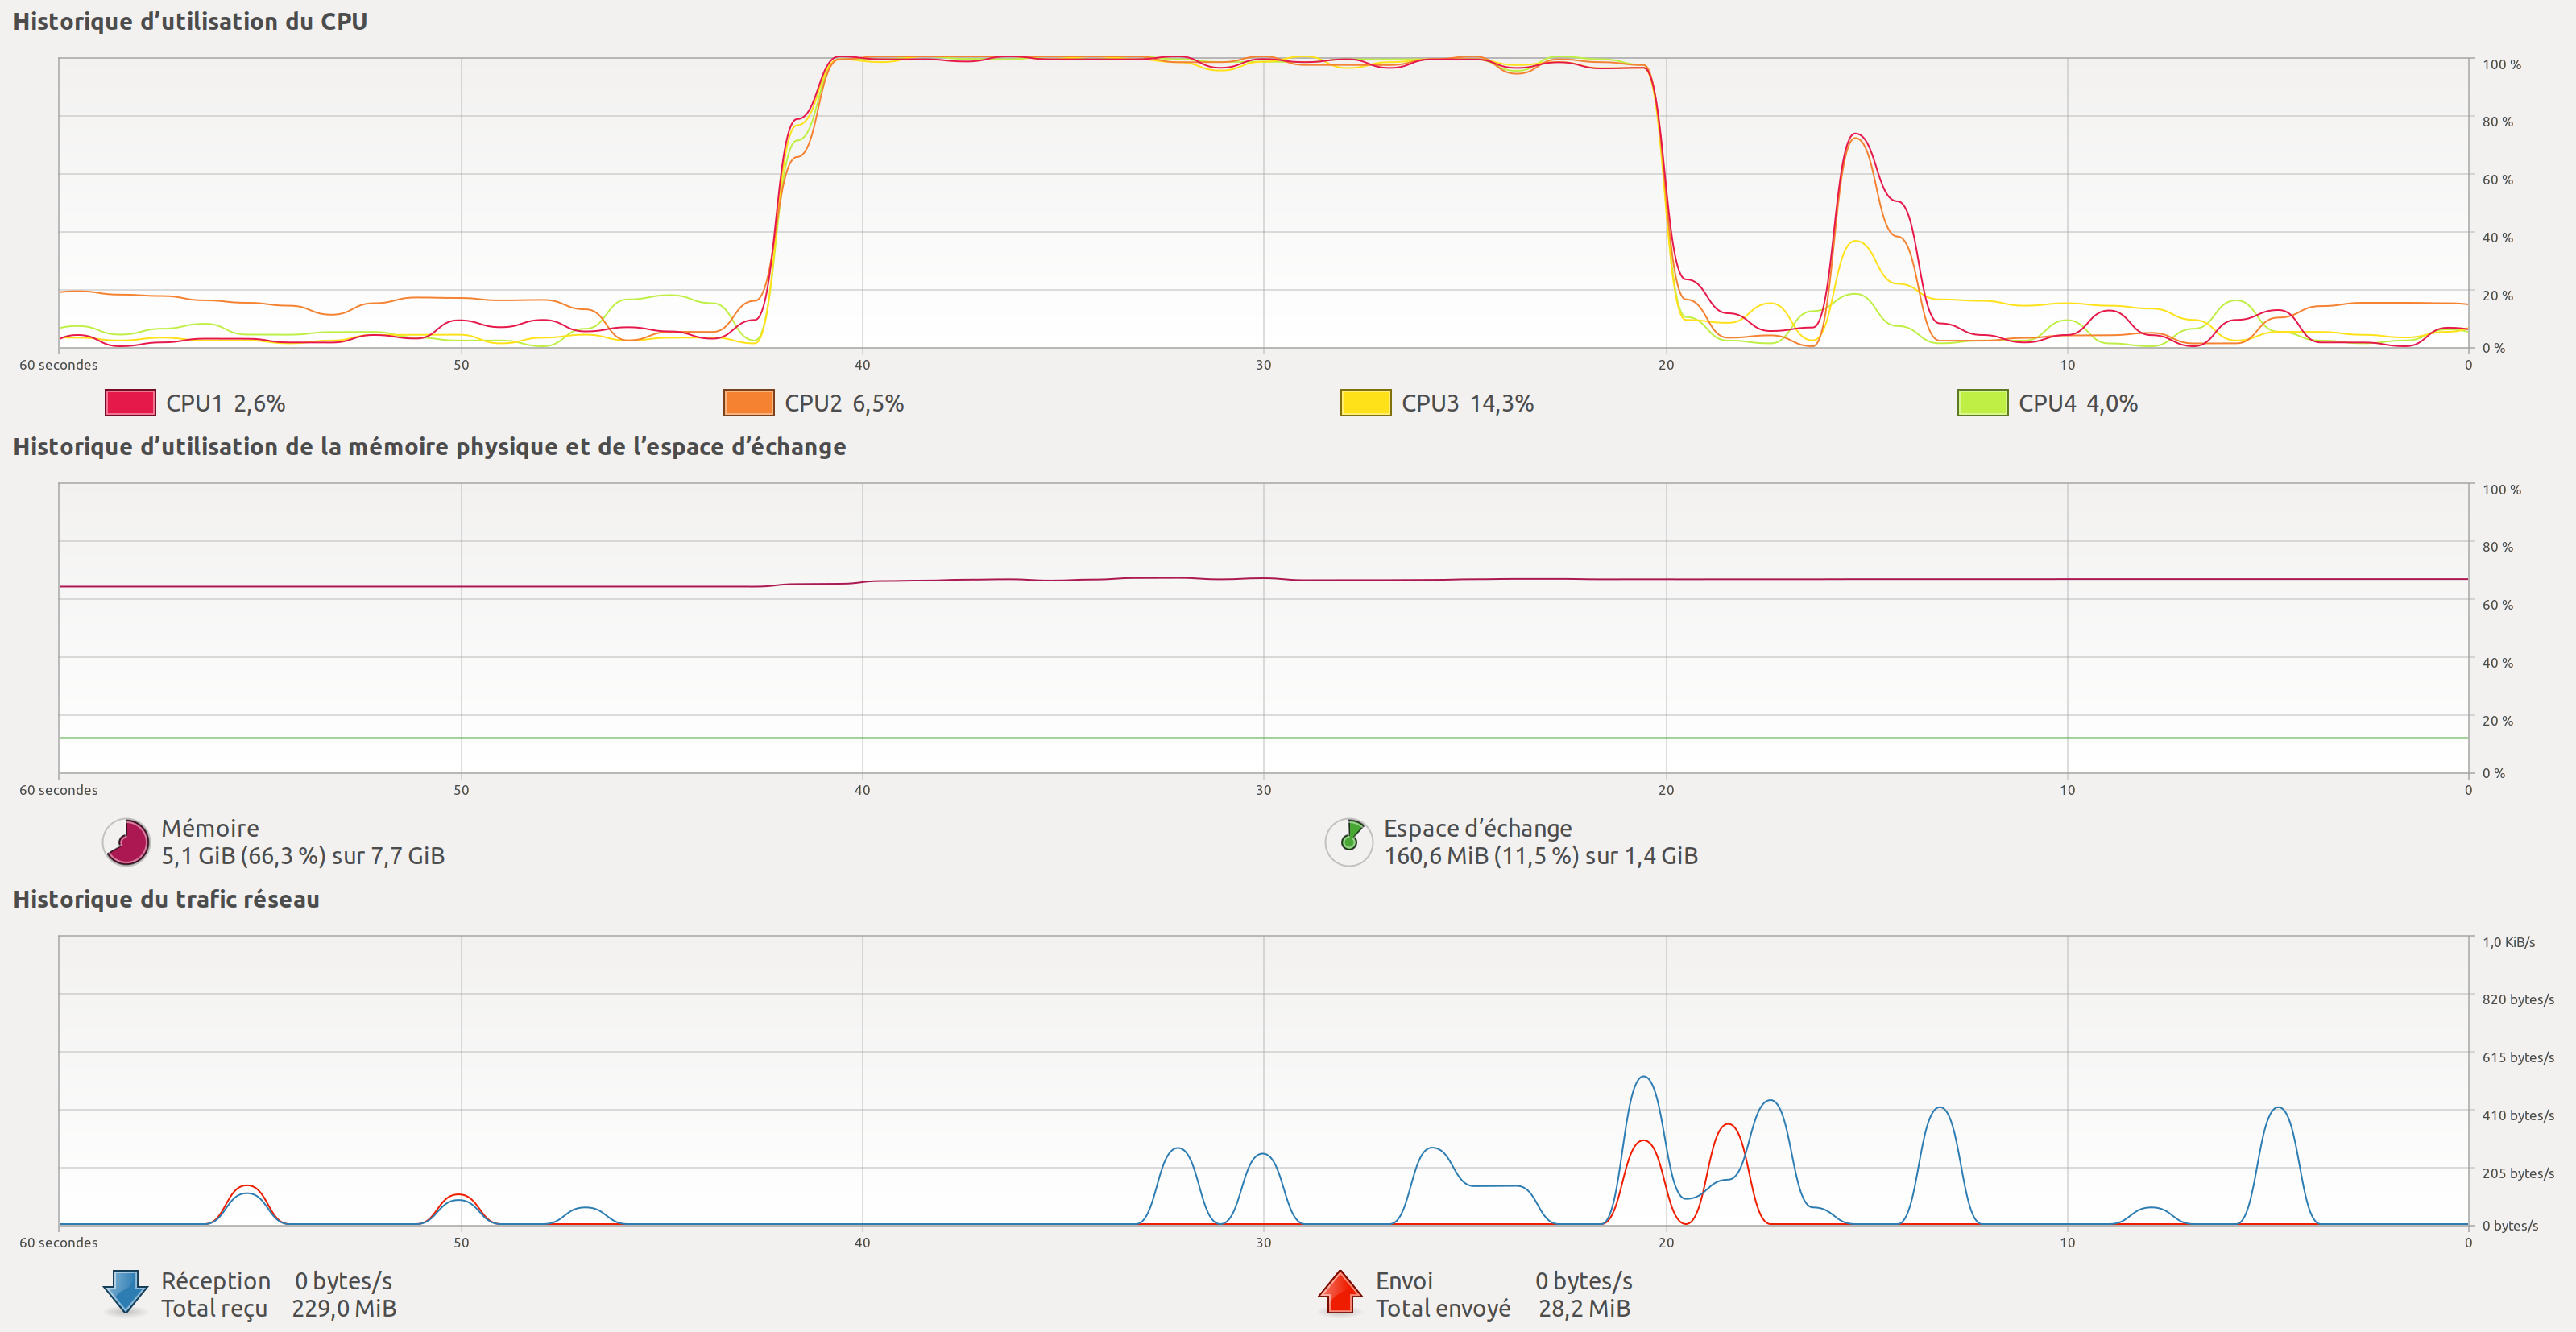 Historique d’utilisation du CPU
100 %
80 %
60 %
40 %
20 %
0 %
60 secondes 50 40 30 20 10 0
CPU1 2,6% CPU2 6,5% CPU3 14,3% CPU4 4,0%
Historique d’utilisation de la mémoire physique et de l’espace d’échange
100 %
80 %
60 %
40 %
20 %
0 %
60 secondes 50 40 30 20 10 0
Mémoire
5,1 GiB (66,3 %) sur 7,7 GiB
Espace d’échange
160,6 MiB (11,5 %) sur 1,4 GiB
Historique du trafic réseau
1,0 KiB/s
820 bytes/s
615 bytes/s
410 bytes/s
205 bytes/s
0 bytes/s
60 secondes 50 40 30 20 10 0
Réception 0 bytes/s
Total reçu 229,0 MiB
Envoi 0 bytes/s
Total envoyé 28,2 MiB